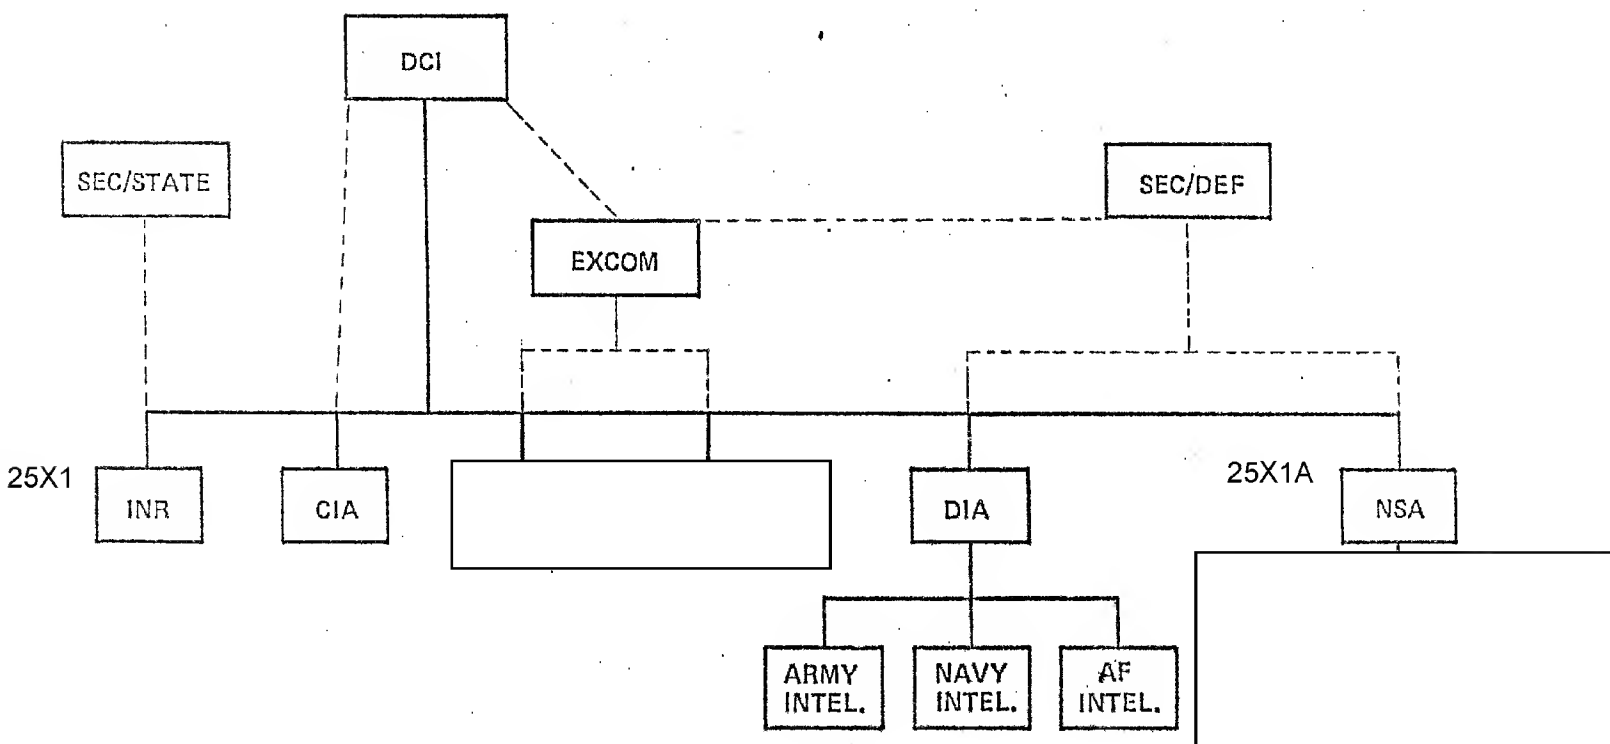 DCI
SEC/STATE
SEC/DEF
EXCOM
25X1
INR
CIA
DIA
25X1A
NSA
ARMY
INTEL.
NAVY
INTEL.
AF
INTEL.